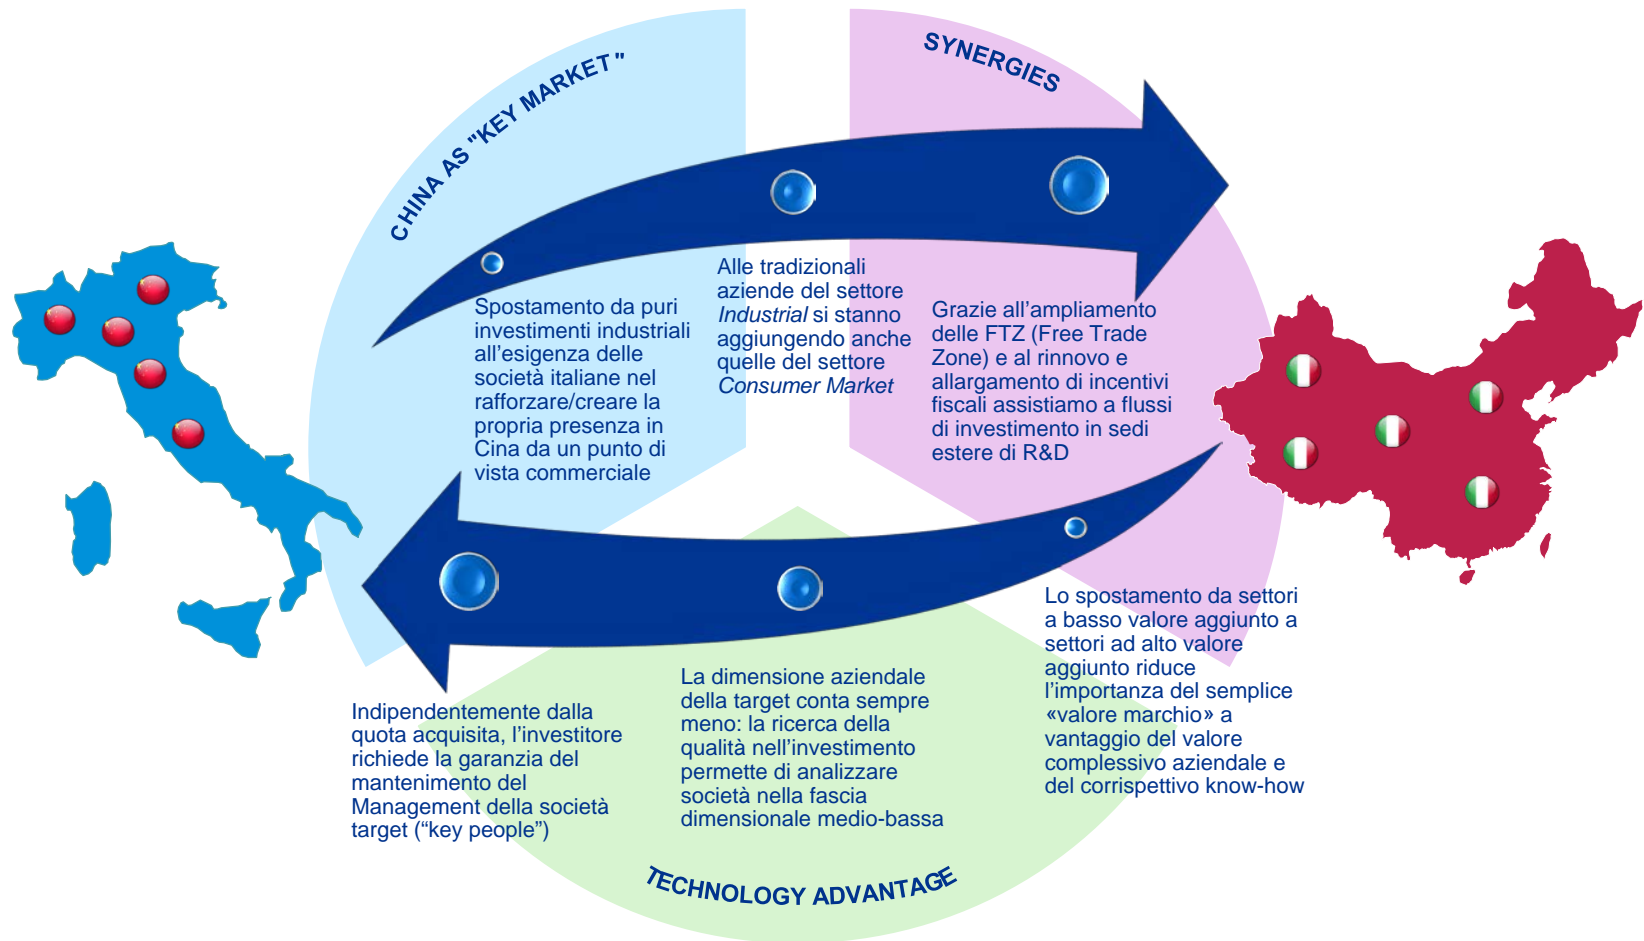 CHINA AS "KEY MARKET"
SYNERGIES
Spostamento da puri
investimenti industriali
all'esigenza delle
società italiane nel
rafforzare/creare la
propria presenza in
Cina da un punto di
vista commerciale
Alle tradizionali
aziende del settore
Industrial si stanno
aggiungendo anche
quelle del settore
Consumer Market
Grazie all'ampliamento
delle FTZ (Free Trade
Zone) e al rinnovo e
allargamento di incentivi
fiscali assistiamo a flussi
di investimento in sedi
estere di R&D
Indipendentemente dalla
quota acquisita, l'investitore
richiede la garanzia del
mantenimento del
Management della società
target (“key people”)
La dimensione aziendale
della target conta sempre
meno: la ricerca della
qualità nell'investimento
permette di analizzare
società nella fascia
dimensionale medio-bassa
Lo spostamento da settori
a basso valore aggiunto a
settori ad alto valore
aggiunto riduce
l'importanza del semplice
«valore marchio» a
vantaggio del valore
complessivo aziendale e
del corrispettivo know-how
TECHNOLOGY ADVANTAGE